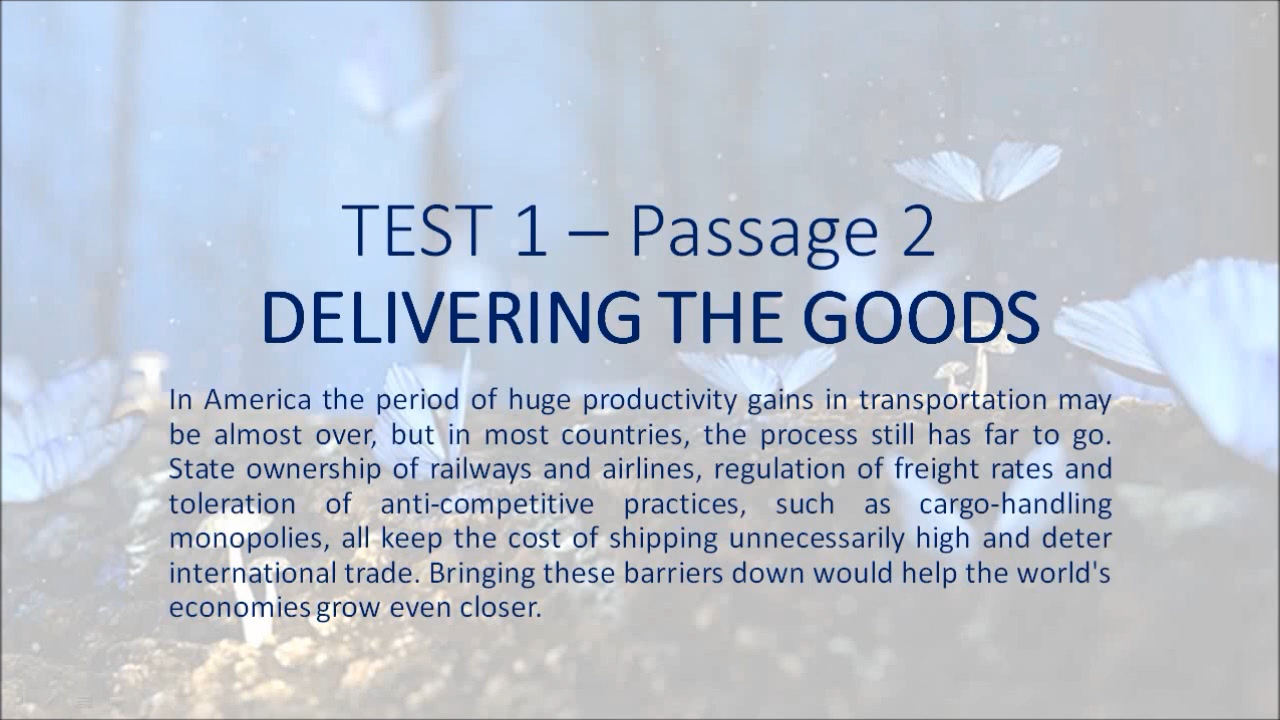 TEST 1 – Passage 2
DELIVERING THE GOODS
In America the period of huge productivity gains in transportation may
be almost over, but in most countries, the process still has far to go.
State ownership of railways and airlines, regulation of freight rates and
toleration of anti-competitive practices, such as cargo-handling
monopolies, all keep the cost of shipping unnecessarily high and deter
international trade. Bringing these barriers down would help the world's
economies grow even closer.